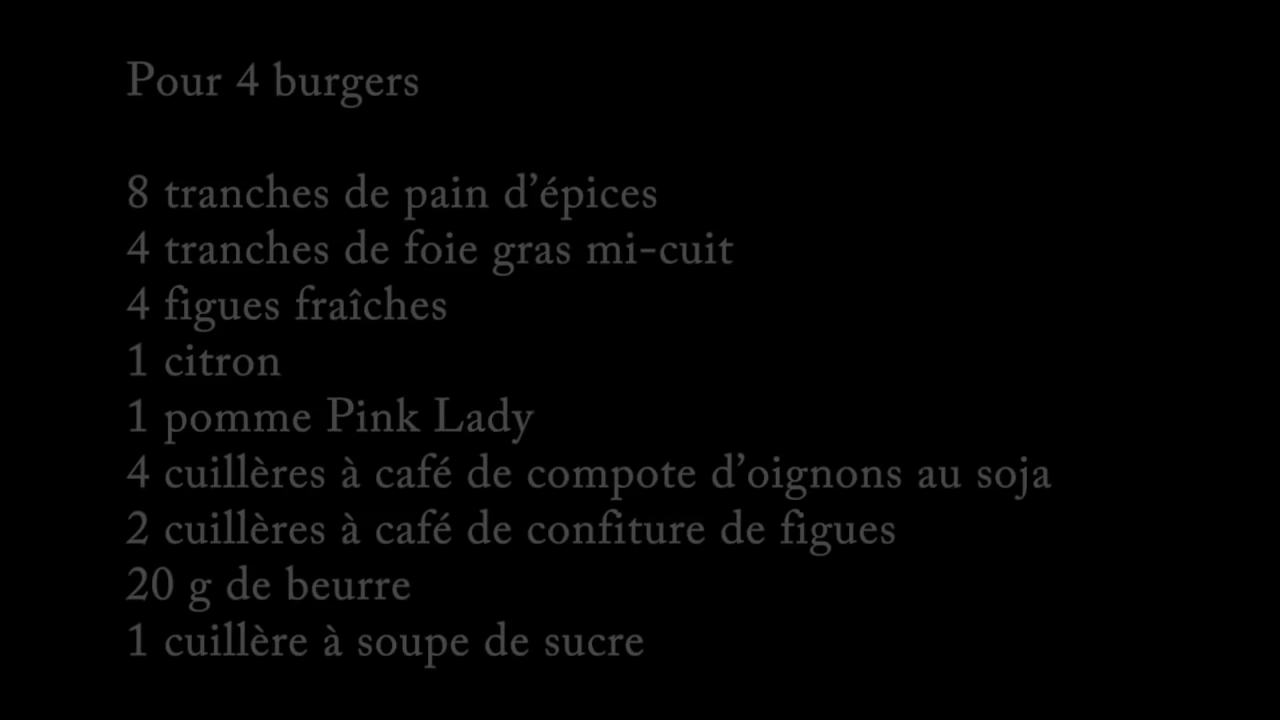 Pour 4 burgers
8 tranches de pain d’épices
4 tranches de foie gras mi-cuit
4 figues fraîches
1 citron
1 pomme Pink Lady
4 cuillères à café de compote d’oignons au soja
2 cuillères à café de confiture de figues
20 g de beurre
1 cuillère à soupe de sucre